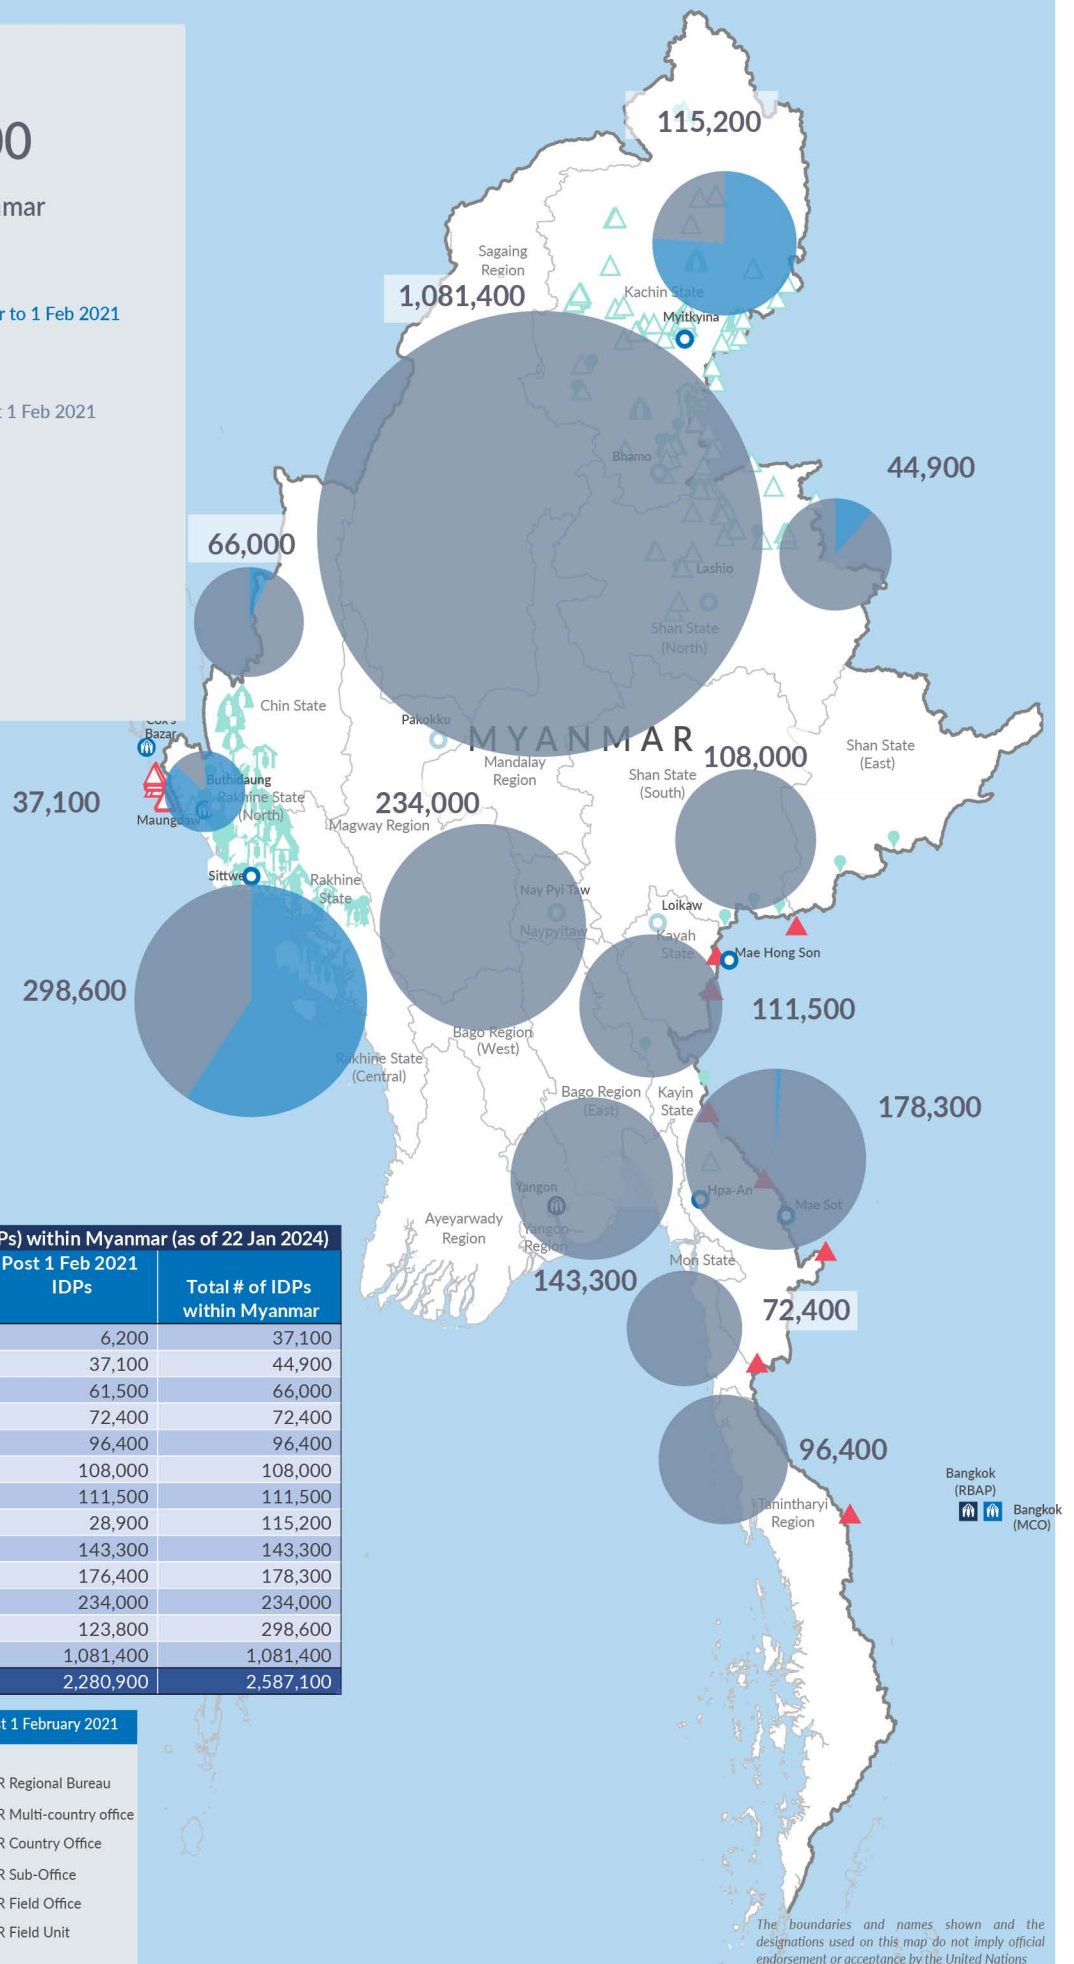 00
mar
r to 1 Feb 2021
t 1 Feb 2021
115,200
Sagaing
Region
1,081,400
Kachin State
Myitkyina
Bhamo
44,900
66,000
Lashio
Shan State
(North)
Chin State
Cox's
Bazar
Pakokku
MYANMAR
Mandalay
Region
108,000
Shan State
(South)
Shan State
(East)
37,100
Buthidaung
Rakhine State
(North)
Maungdaw
234,000
Magway Region
Sittwe
Rakhine
State
Nay Pyi Taw
Naypyitaw
Loikaw
Kayah
State
Mae Hong Son
298,600
111,500
Bago Region
(West)
Rakhine State
(Central)
Bago Region
(East)
Kayin
State
178,300
Yangon
Hpa-An
Mae Sot
Ayeyarwady
Region
Yangon
Region
Mon State
143,300
72,400
96,400
Tanintharyi
Region
Bangkok
(RBAP)
Bangkok
(MCO)
Ps) within Myanmar (as of 22 Jan 2024)
Post 1 Feb 2021
IDPs
Total # of IDPs
within Myanmar
6,200 37,100
37,100 44,900
61,500 66,000
72,400 72,400
96,400 96,400
108,000 108,000
111,500 111,500
28,900 115,200
143,300 143,300
176,400 178,300
234,000 234,000
123,800 298,600
1,081,400 1,081,400
2,280,900 2,587,100
st 1 February 2021
R Regional Bureau
R Multi-country office
R Country Office
R Sub-Office
R Field Office
R Field Unit
The boundaries and names shown and the
designations used on this map do not imply official
endorsement or acceptance by the United Nations